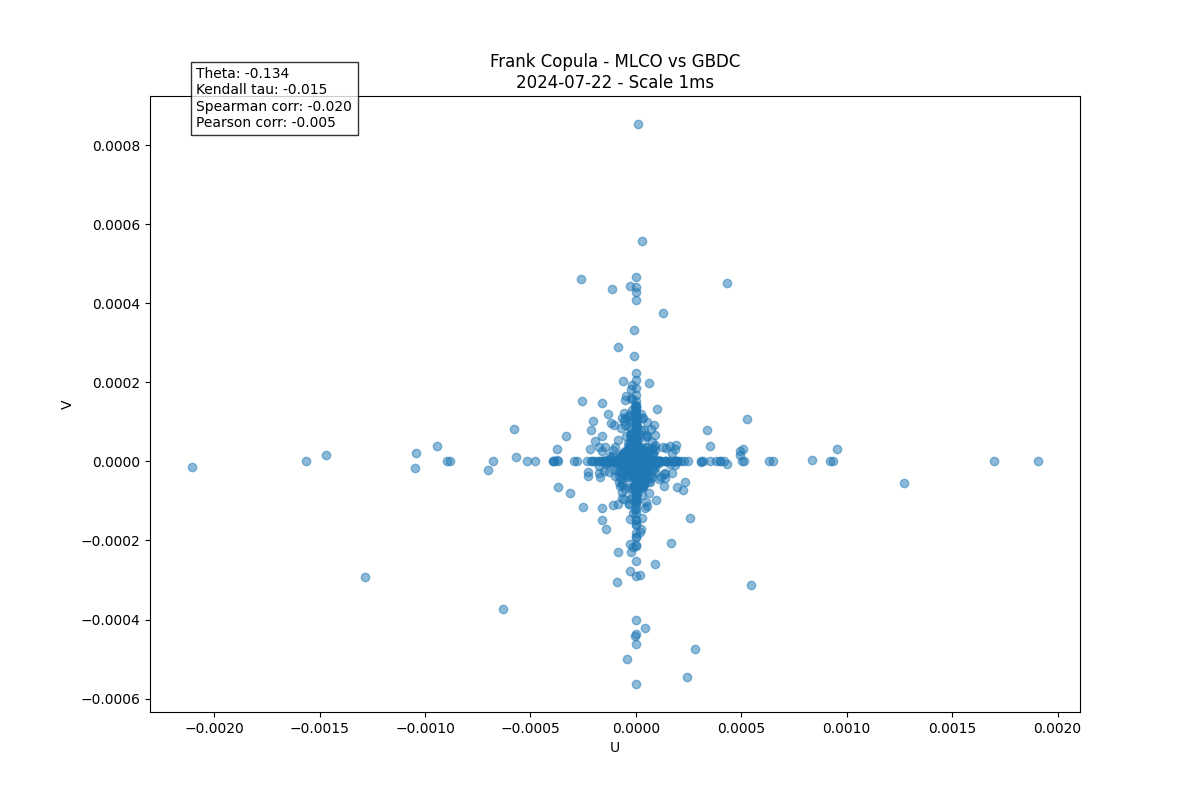 Frank Copula - MLCO vs GBDC
2024-07-22 - Scale 1ms
Theta: -0.134
Kendall tau: -0.015
Spearman corr: -0.020
Pearson corr: -0.005
V
0.0008
0.0006
0.0004
0.0002
0.0000
−0.0002
−0.0004
−0.0006
−0.0020 −0.0015 −0.0010 −0.0005 0.0000 0.0005 0.0010 0.0015 0.0020
U